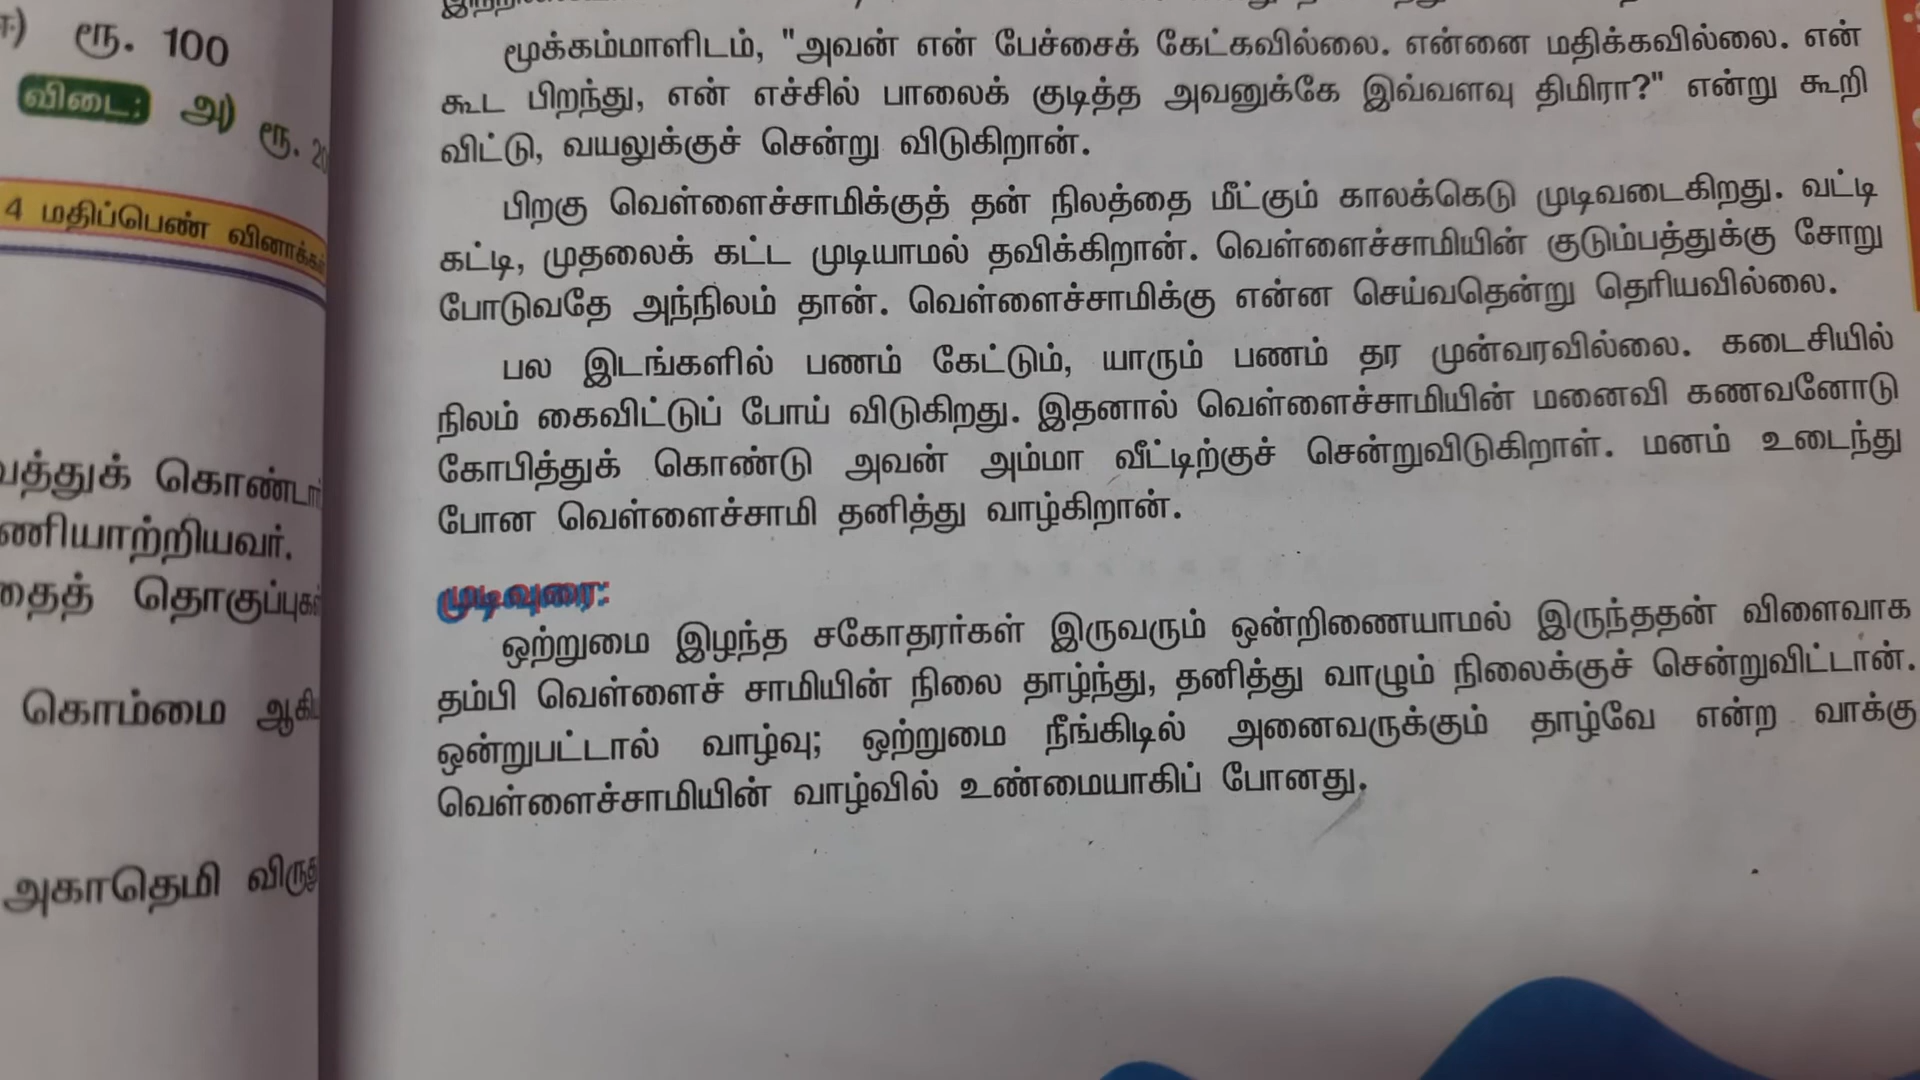 ரூ. 100
விடை: அ) ரூ. 20
4 மதிப்பெண் வினாக்கள்
கொண்டார்
கொம்மை
அகாதெமி
மூக்கம்மாளிடம், "அவன் என் பேச்சைக் கேட்கவில்லை. என்னை மதிக்கவில்லை. என்
கூட பிறந்து, என் எச்சில் பாலைக் குடித்த அவனுக்கே இவ்வளவு திமிரா?" என்று கூறி
விட்டு, வயலுக்குச் சென்று விடுகிறான்.
பிறகு வெள்ளைச்சாமிக்குத் தன் நிலத்தை மீட்கும் காலக்கெடு முடிவடைகிறது. வட்டி
கட்டி, முதலைக் கட்ட முடியாமல் தவிக்கிறான். வெள்ளைச்சாமியின் குடும்பத்துக்கு சோறு
போடுவதே அந்நிலம் தான். வெள்ளைச்சாமிக்கு என்ன செய்வதென்று தெரியவில்லை.
பல இடங்களில் பணம் கேட்டும், யாரும் பணம் தர முன்வரவில்லை. கடைசியில்
நிலம் கைவிட்டுப் போய் விடுகிறது. இதனால் வெள்ளைச்சாமியின் மனைவி கணவனோடு
கோபித்துக் கொண்டு அவன் அம்மா வீட்டிற்குச் சென்றுவிடுகிறாள். மனம் உடைந்து
போன வெள்ளைச்சாமி தனித்து வாழ்கிறான்.
முடிவுரை:
ஒற்றுமை இழந்த சகோதரர்கள் இருவரும் ஒன்றிணையாமல் இருந்ததன் விளைவாக
தம்பி வெள்ளைச் சாமியின் நிலை தாழ்ந்து, தனித்து வாழும் நிலைக்குச் சென்றுவிட்டான்.
ஒன்றுபட்டால் வாழ்வு; ஒற்றுமை நீங்கிடில் அனைவருக்கும் தாழ்வே என்ற வாக்கு
வெள்ளைச்சாமியின் வாழ்வில் உண்மையாகிப் போனது.